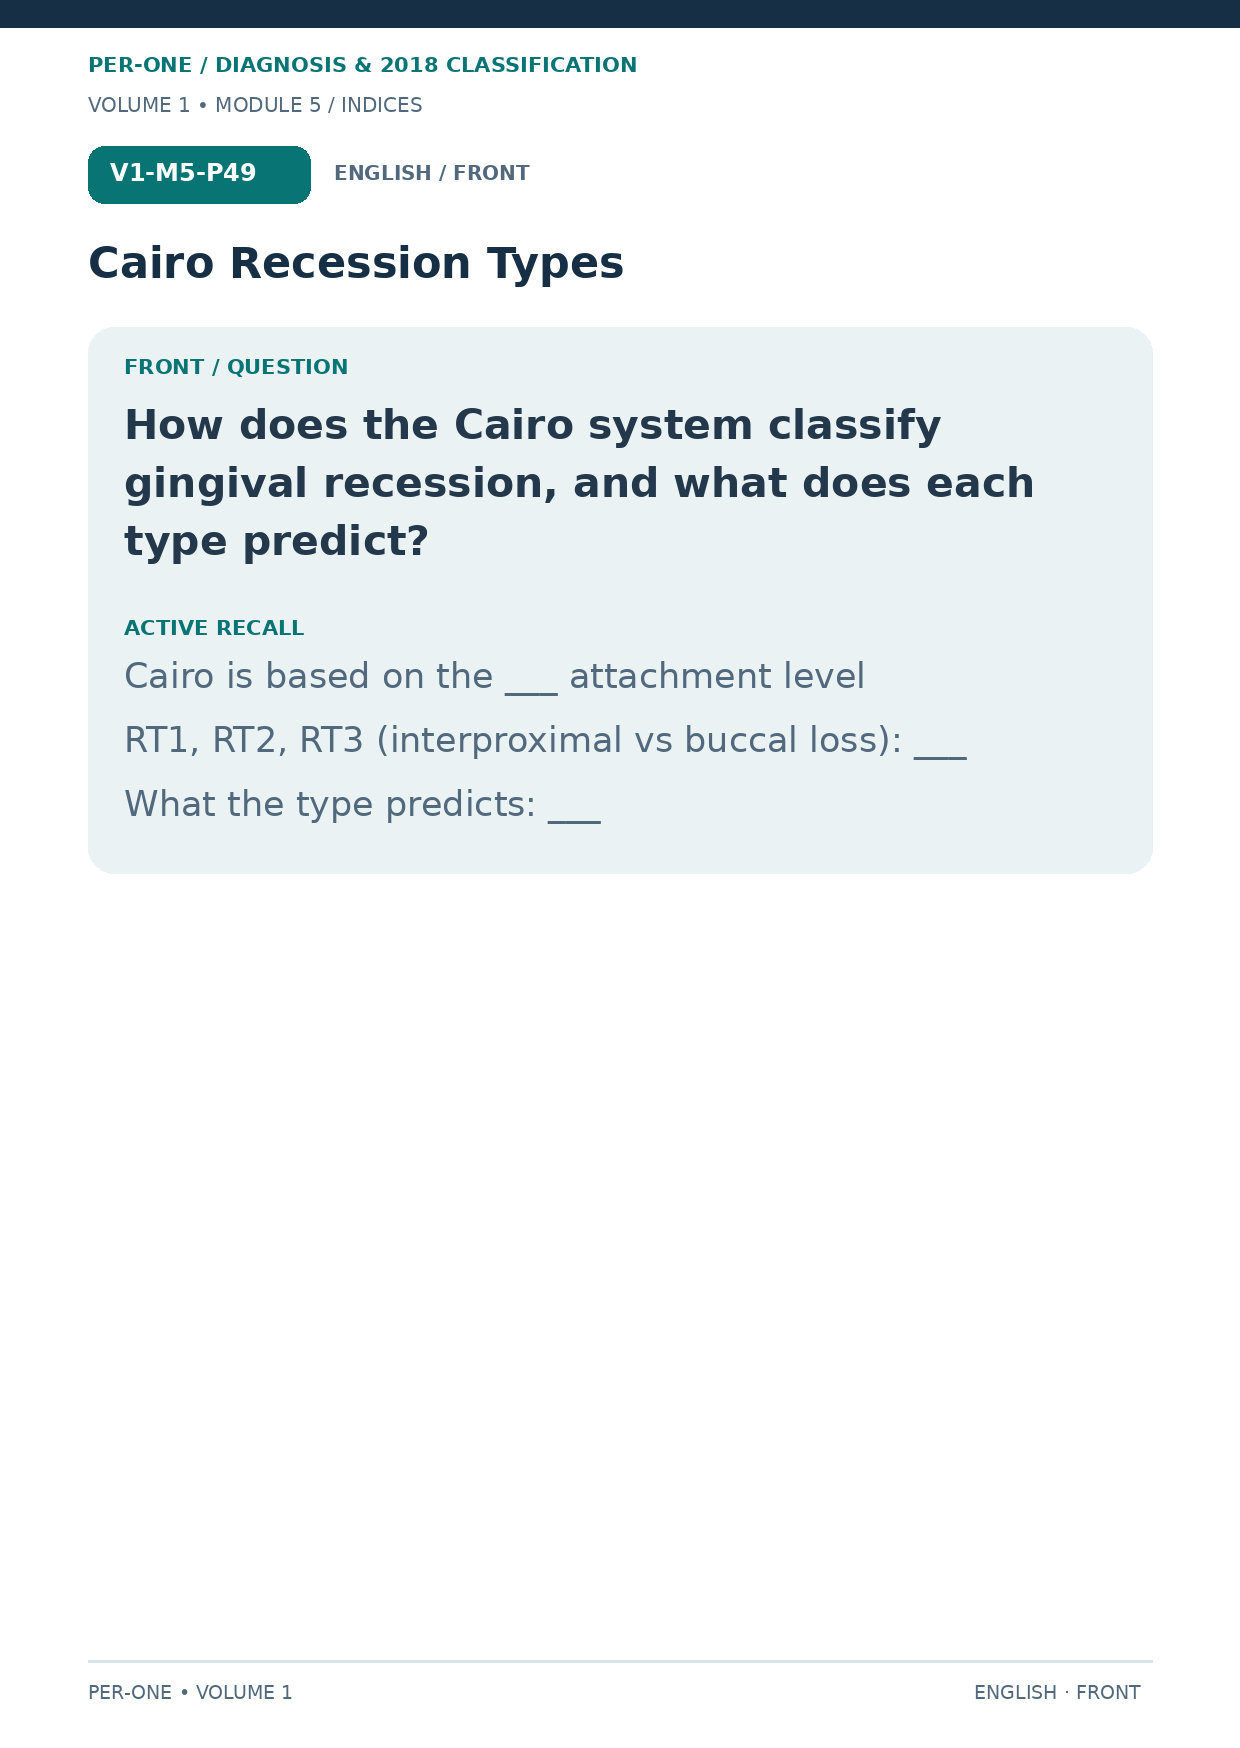 PER-ONE / DIAGNOSIS & 2018 CLASSIFICATION
VOLUME 1 • MODULE 5 / INDICES
V1-M5-P49
ENGLISH / FRONT
Cairo Recession Types
FRONT / QUESTION
How does the Cairo system classify
gingival recession, and what does each
type predict?
ACTIVE RECALL
Cairo is based on the ___ attachment level
RT1, RT2, RT3 (interproximal vs buccal loss): ___
What the type predicts: ___
PER-ONE • VOLUME 1
ENGLISH · FRONT